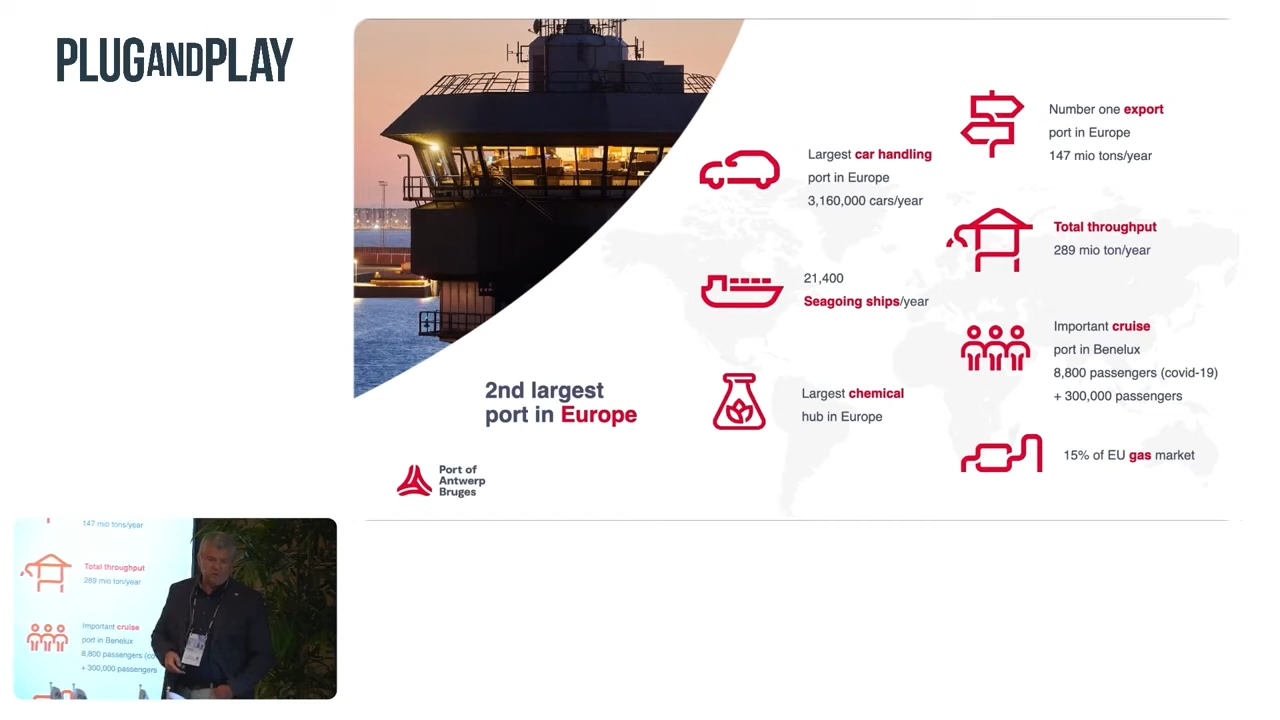 PLUGANDPLAY
2nd largest
port in Europe
Port of
Antwerp
Bruges
Largest car handling
port in Europe
3,160,000 cars/year
21,400
Seagoing ships/year
Largest chemical
hub in Europe
Number one export
port in Europe
147 mio tons/year
Total throughput
289 mio ton/year
Important cruise
port in Benelux
8,800 passengers (covid-19)
+ 300,000 passengers
15% of EU gas market
147 mio tons/year
Total throughput
289 mio ton/year
Important cruise
port in Benelux
8,800 passengers (co
+ 300,000 passengers